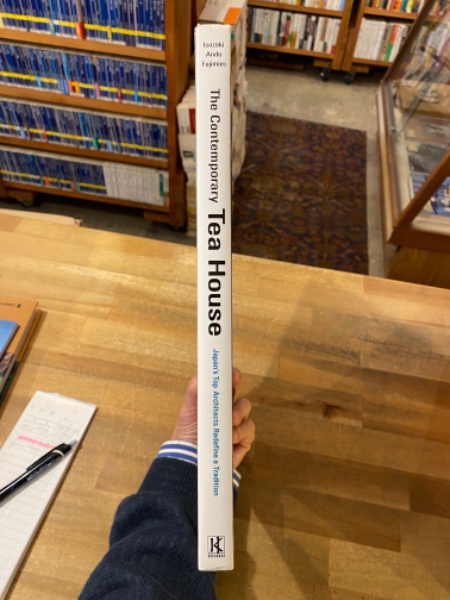 Isozaki
Ando
Fujimori
The Contemporary
Tea House
Japan's Top Architects Redefine a Tradition